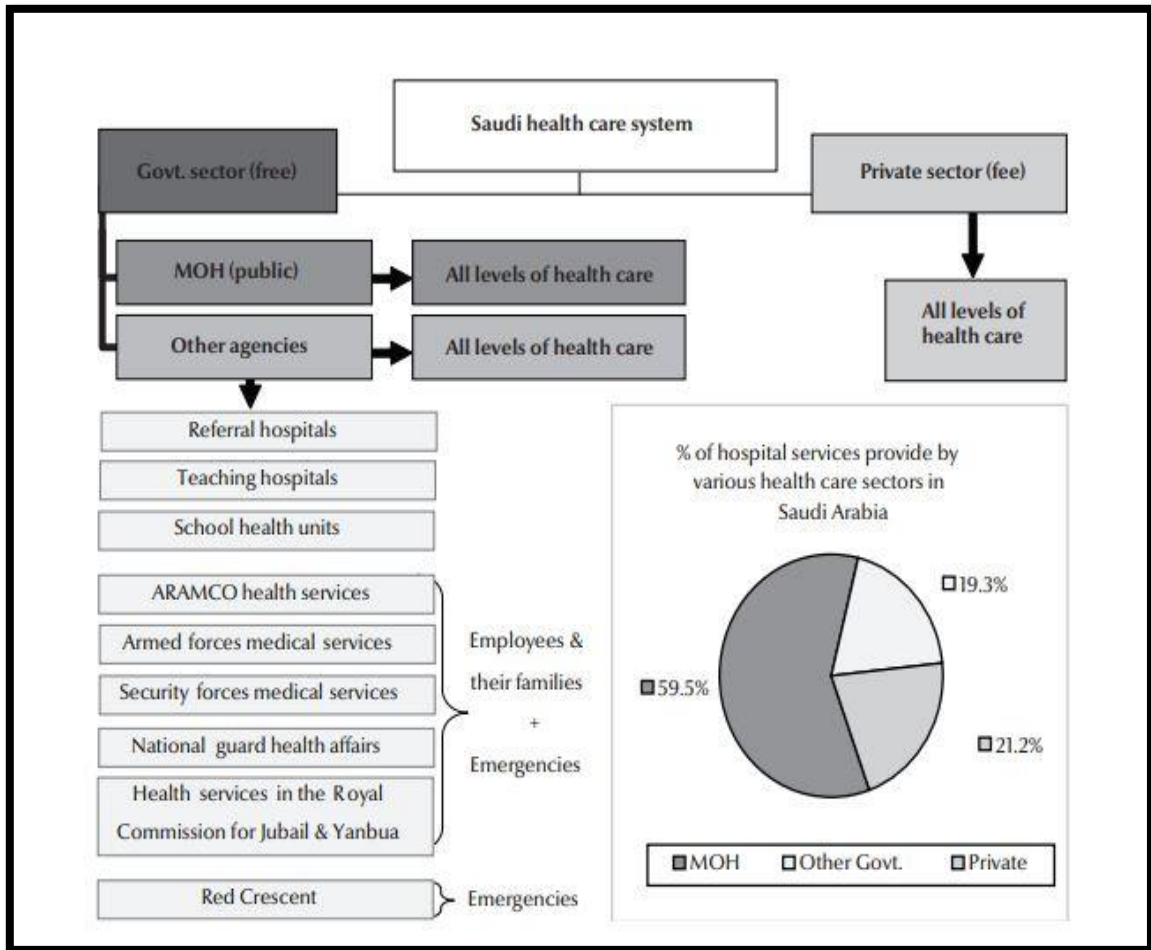 Saudi health care system
Govt. sector (free)
Private sector (fee)
MOH (public)
All levels of health care
Other agencies
All levels of health care
All levels of
health care
Referral hospitals
Teaching hospitals
School health units
ARAMCO health services
Armed forces medical services
Security forces medical services
National guard health affairs
Health services in the Royal
Commission for Jubail & Yanbua
Employees &
their families
+
Emergencies
Red Crescent
Emergencies
% of hospital services provide by
various health care sectors in
Saudi Arabia
19.3%
59.5%
21.2%
MOH Other Govt. Private